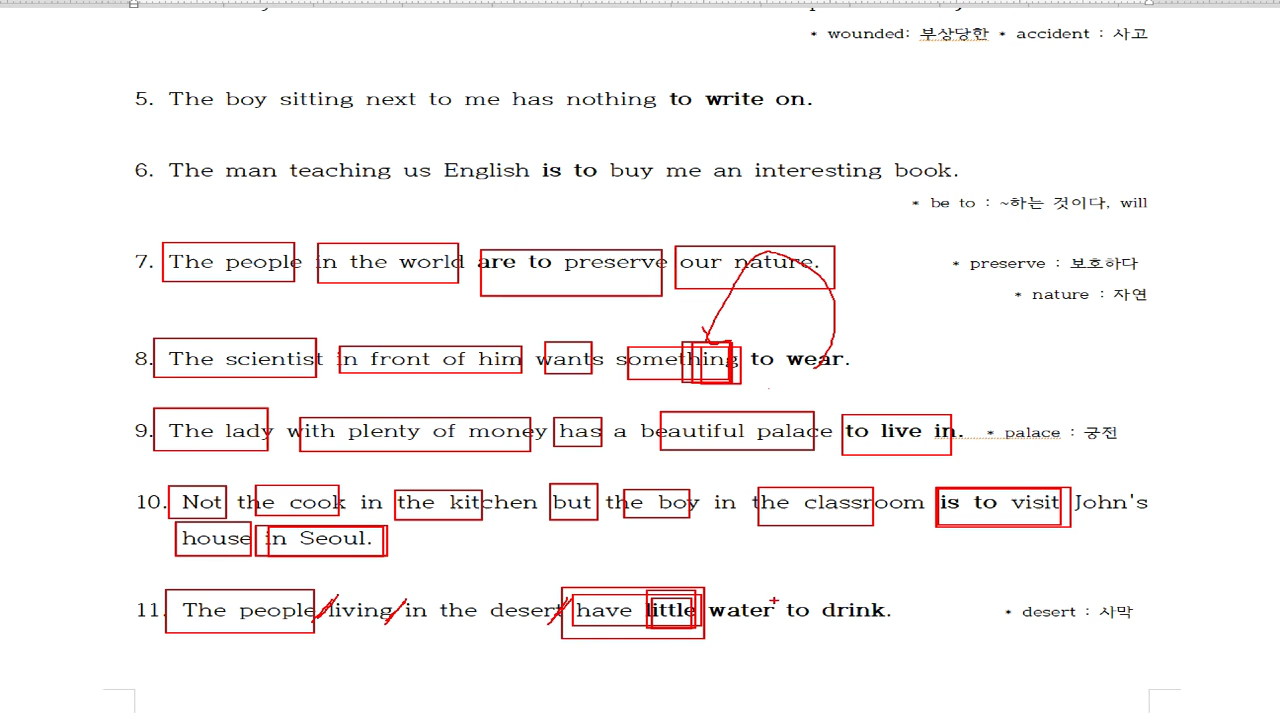 * wounded: 부상당한 * accident : 사고
5. The boy sitting next to me has nothing to write on.
6. The man teaching us English is to buy me an interesting book.
* be to : ~하는 것이다, will
7. The people in the world are to preserve our nature. * preserve : 보호하다
* nature : 자연
8. The scientist in front of him wants something to wear.
9. The lady with plenty of money has a beautiful palace to live in. * palace : 궁전
10. Not the cook in the kitchen but the boy in the classroom is to visit John's
house in Seoul.
11. The people living in the desert have little water to drink. * desert : 사막